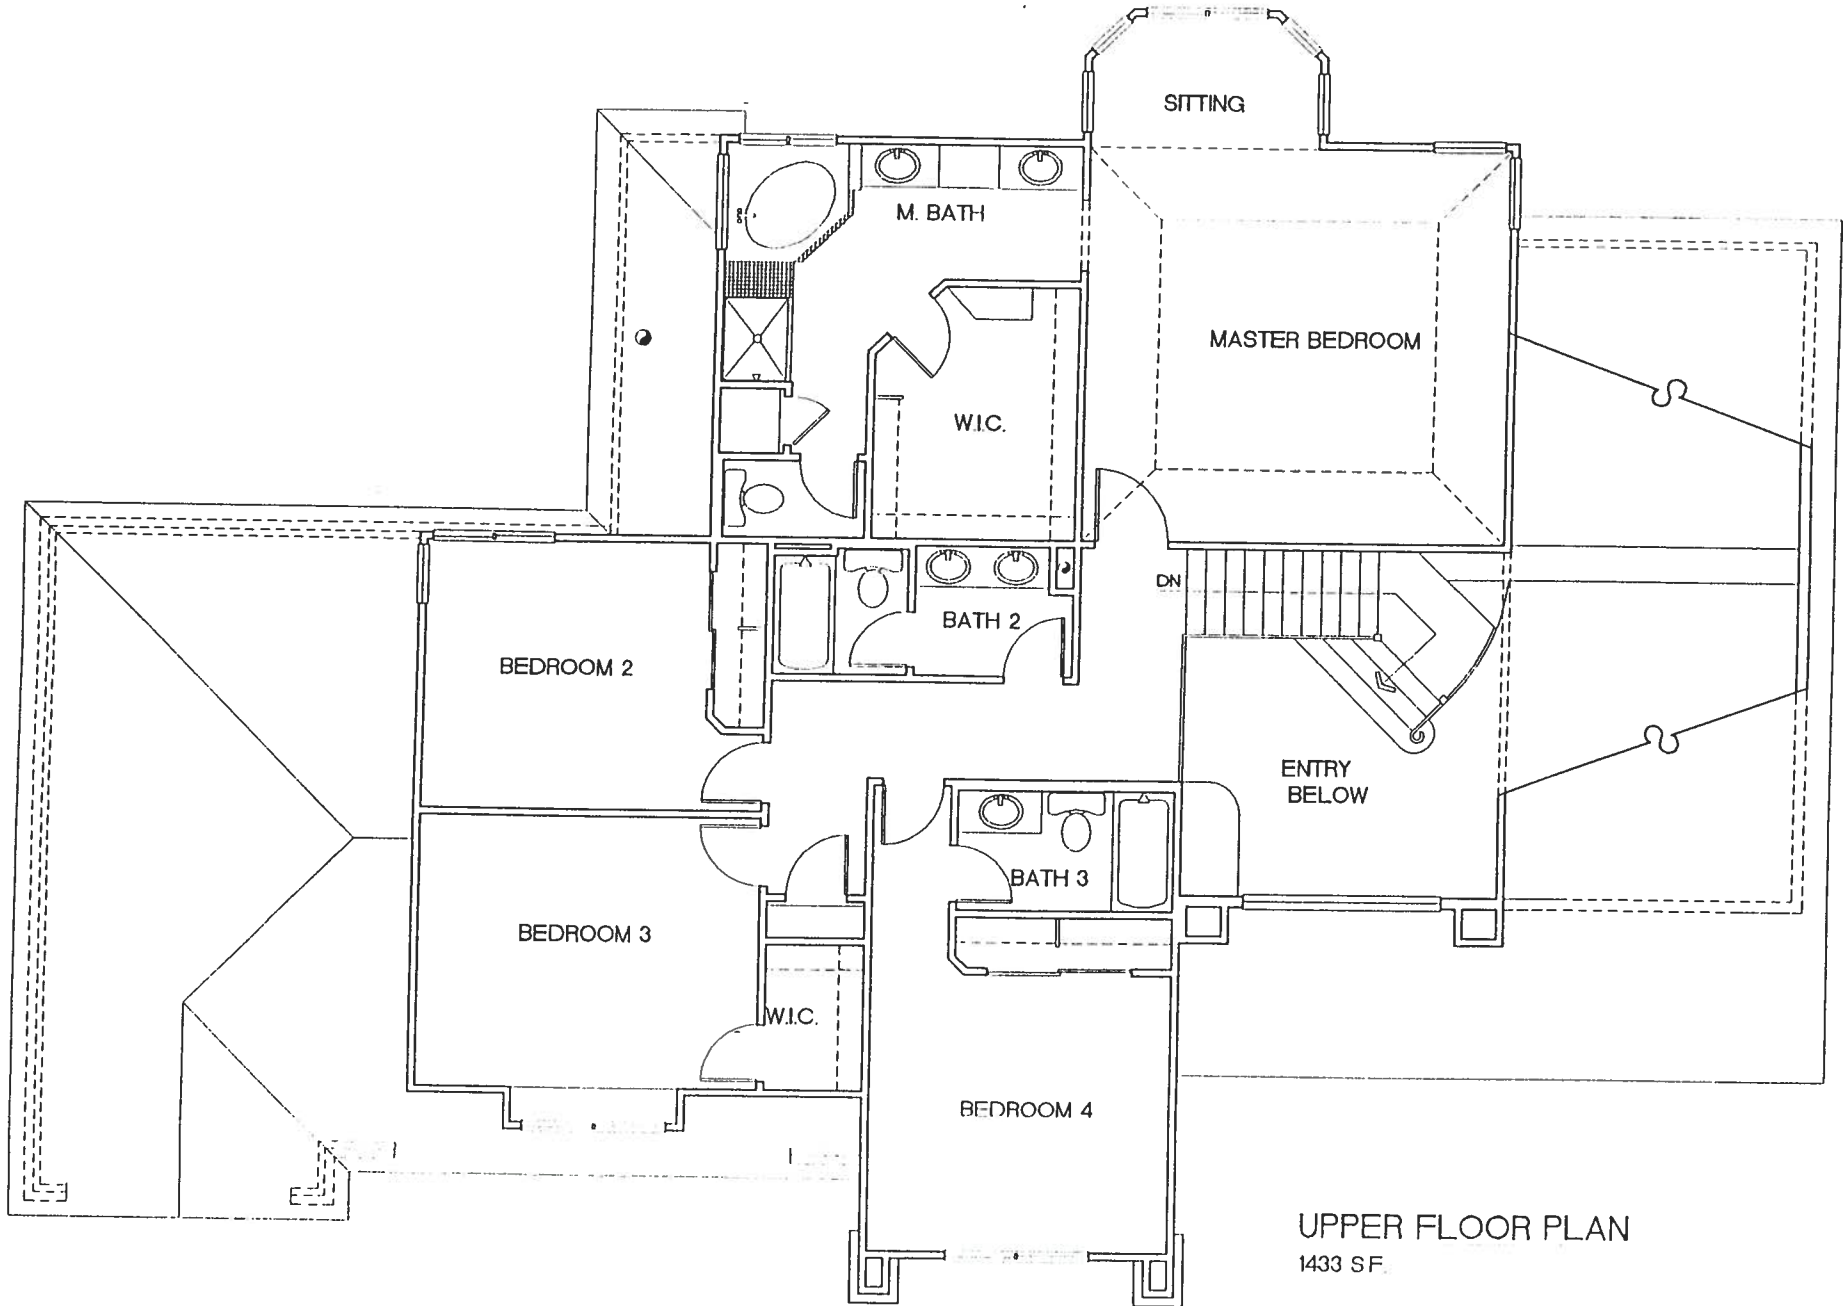 SITTING
M. BATH
MASTER BEDROOM
W.I.C.
DN
BATH 2
BEDROOM 2
ENTRY
BELOW
BATH 3
BEDROOM 3
W.I.C.
BEDROOM 4
UPPER FLOOR PLAN
1433 S F.